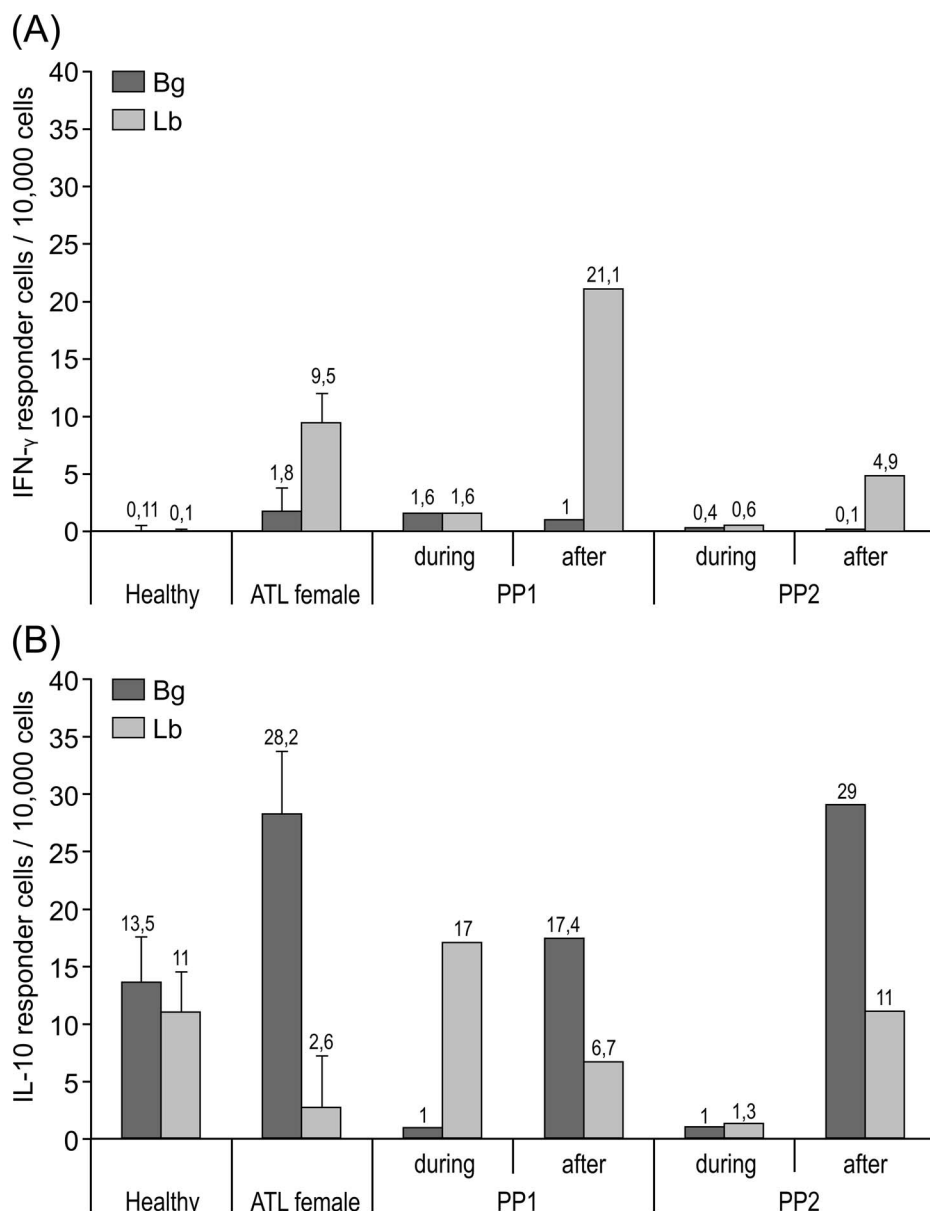 (A)
IFN-γ responder cells / 10,000 cells
40
35
30
25
20
15
10
5
0
Bg
Lb
0,11 0,1
1,8 9,5
1,6 1,6
1 21,1
0,4 0,6
0,1 4,9
during after during after
Healthy ATL female PP1 PP2
(B)
IL-10 responder cells / 10,000 cells
40
35
30
25
20
15
10
5
0
Bg
Lb
13,5 11
28,2 2,6
1 17
17,4 6,7
1 1,3
29 11
during after during after
Healthy ATL female PP1 PP2